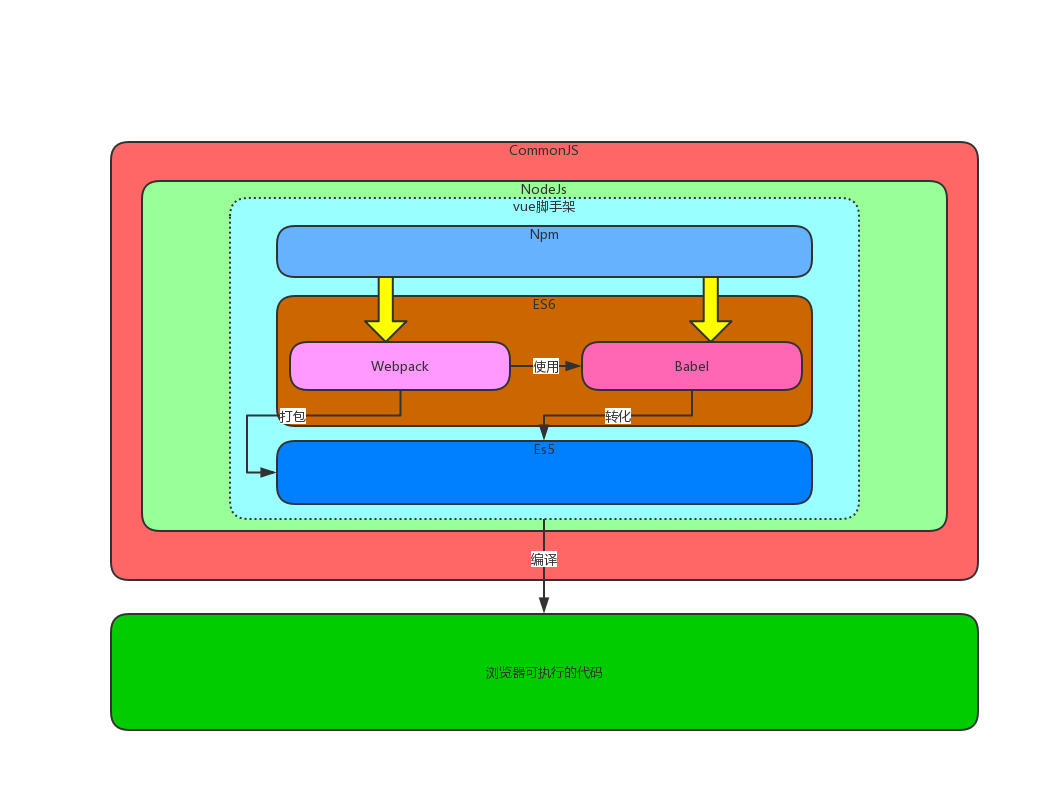 CommonJS
NodeJs
vue脚手架
Npm
ES6
Webpack
使用
Babel
打包
转化
Es5
编译
浏览器可执行的代码